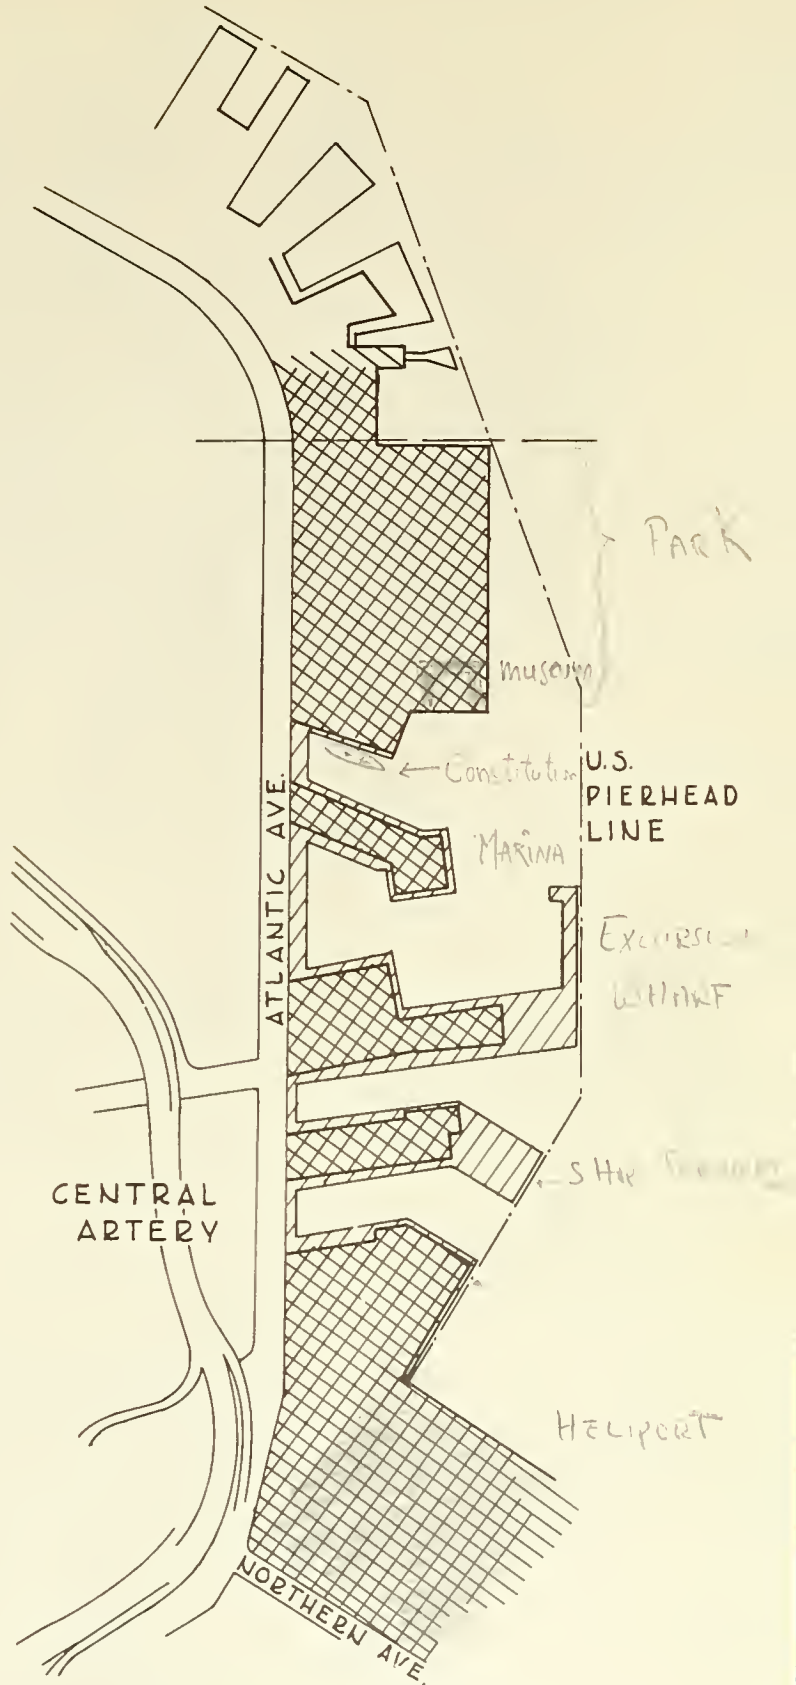 PARK
museum
Constitution
U.S.
PIERHEAD
LINE
MARINA
ATLANTIC AVE.
WHARF
CENTRAL
ARTERY
HELIPORT
NORTHERN AVE.